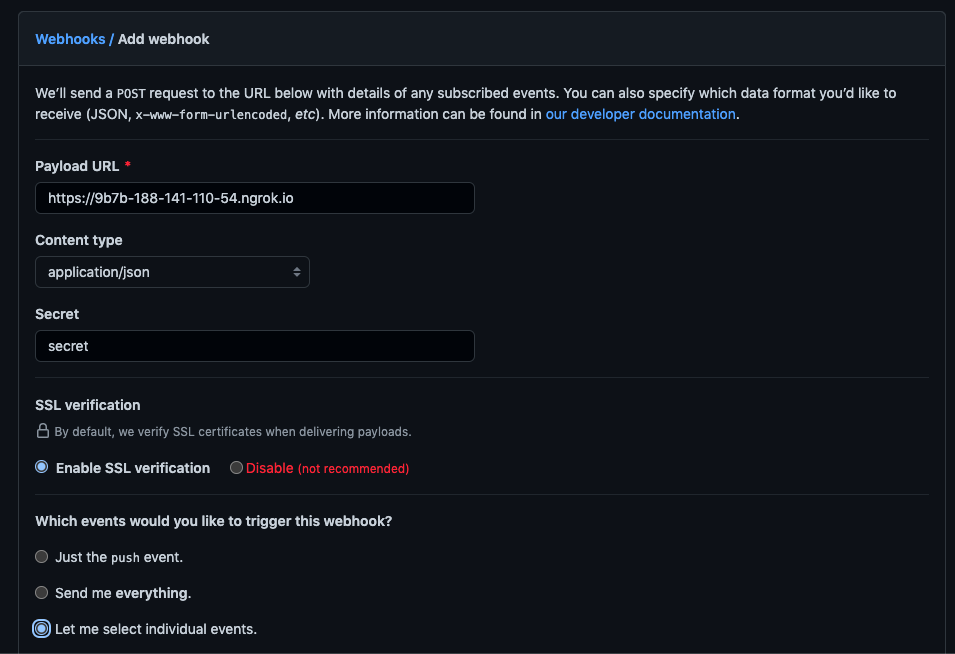 Webhooks / Add webhook
We’ll send a POST request to the URL below with details of any subscribed events. You can also specify which data format you’d like to
receive (JSON, x-www-form-urlencoded, etc). More information can be found in our developer documentation.
Payload URL *
https://9b7b-188-141-110-54.ngrok.io
Content type
application/json
Secret
secret
SSL verification
By default, we verify SSL certificates when delivering payloads.
Enable SSL verification Disable (not recommended)
Which events would you like to trigger this webhook?
Just the push event.
Send me everything.
Let me select individual events.